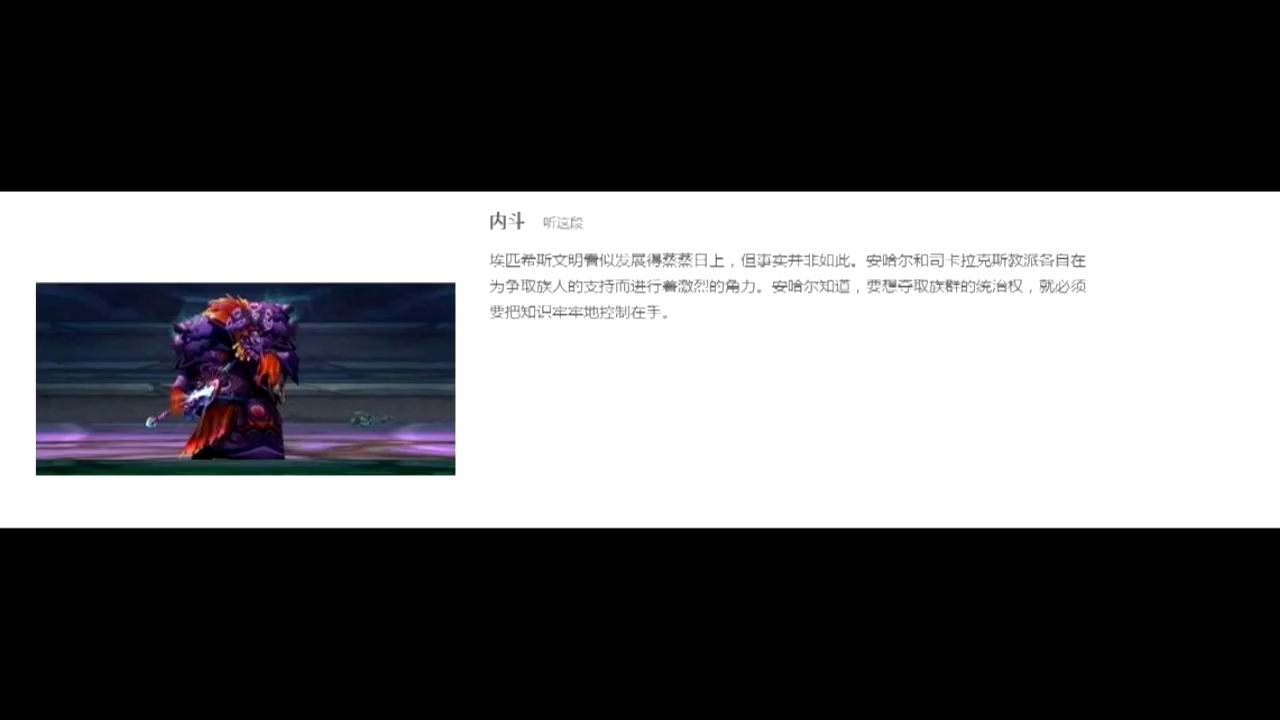 内斗 听这段
埃匹希斯文明看似发展得蒸蒸日上，但事实并非如此。安哈尔和司卡拉克斯教派各自在
为争取族人的支持而进行着激烈的角力。安哈尔知道，要想夺取族群的统治权，就必须
要把知识牢牢地控制在手。